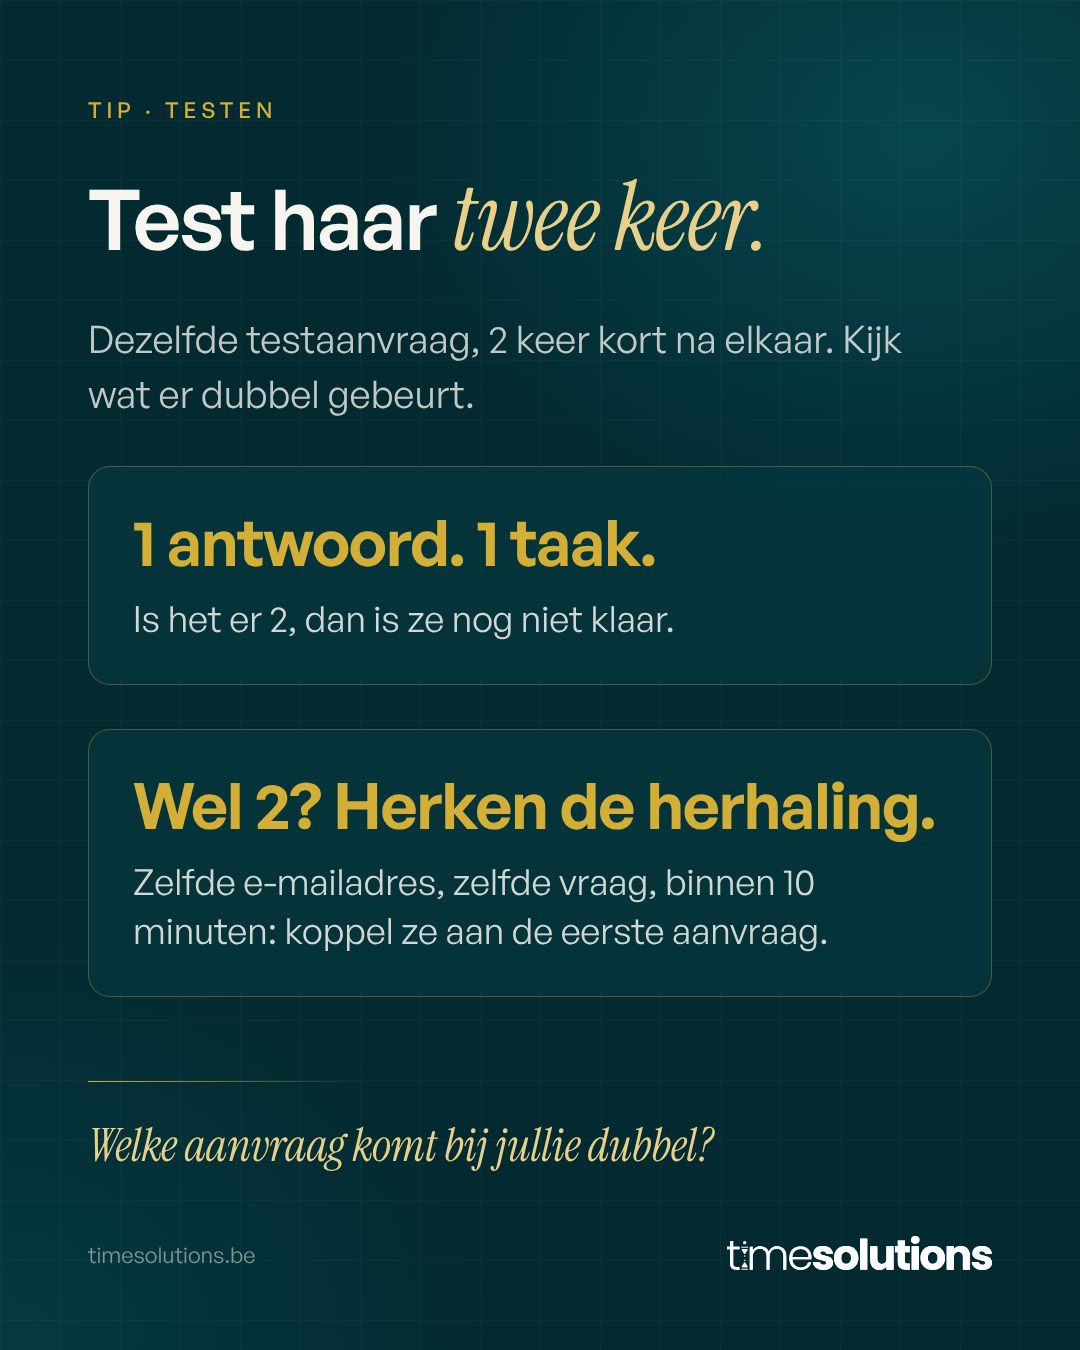 TIP · TESTEN
Test haar twee keer.
Dezelfde testaanvraag, 2 keer kort na elkaar. Kijk
wat er dubbel gebeurt.
1 antwoord. 1 taak.
Is het er 2, dan is ze nog niet klaar.
Wel 2? Herken de herhaling.
Zelfde e-mailadres, zelfde vraag, binnen 10
minuten: koppel ze aan de eerste aanvraag.
Welke aanvraag komt bij jullie dubbel?
timesolutions.be
timesolutions